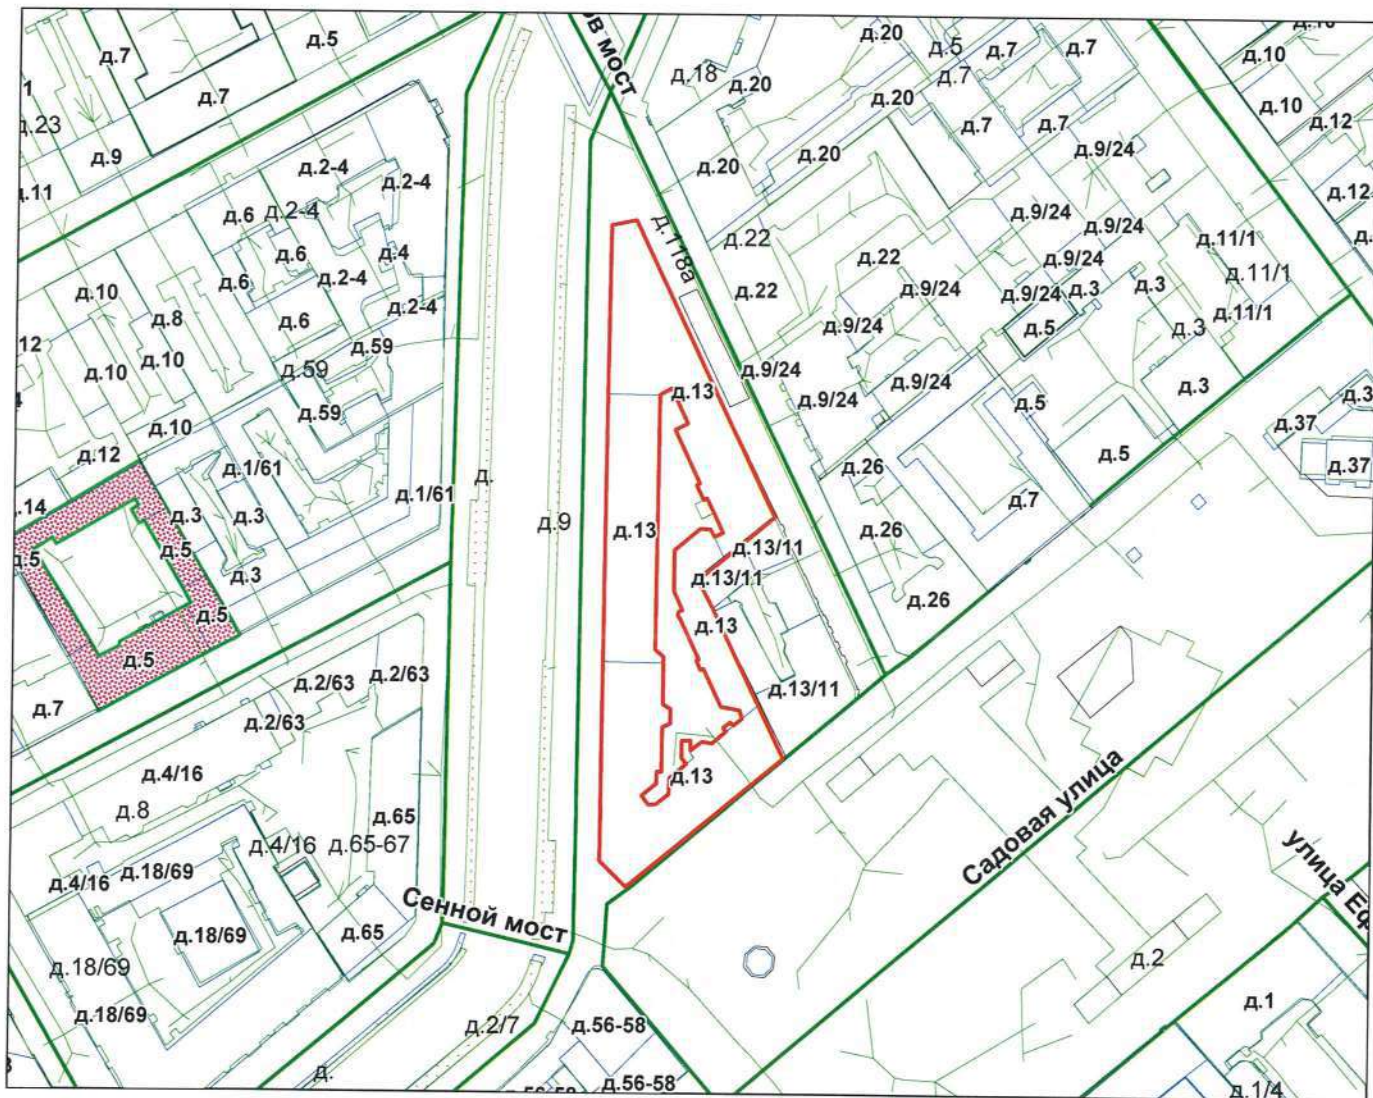 д.7
д.5
д.7
д.9
д.2-4
д.2-4
д.6
д.2-4
д.6
д.4
д.6
д.2-4
д.2-4
д.10
д.8
д.6
д.59
д.59
д.59
д.10
д.10
д.10
д.12
д.1/61
д.1/61
д.3
д.3
д.3
д.5
д.5
д.5
д.5
д.7
д.2/63
д.2/63
д.4/16
д.8
д.65
д.4/16
д.65-67
д.4/16
д.18/69
д.18/69
д.65
д.18/69
д.18/69
Сенной мост
д.
д.9
д.
д.2/7
д.56-58
д.56-58
мост
д.18
д.20
д.20
д.5
д.7
д.7
д.7
д.20
д.7
д.7
д.20
д.20
д.9/24
д.10
д.10
д.12
д.12
д.118а
д.22
д.22
д.22
д.9/24
д.9/24
д.9/24
д.9/24
д.9/24
д.9/24
д.9/24
д.9/24
д.9/24
д.3
д.3
д.5
д.3
д.3
д.11/1
д.11/1
д.11/1
д.5
д.5
д.7
д.26
д.26
д.26
д.37
д.37
д.13
д.13
д.13/11
д.13/11
д.13
д.13/11
д.13
Садовая улица
улица
д.2
д.1
д.1/4